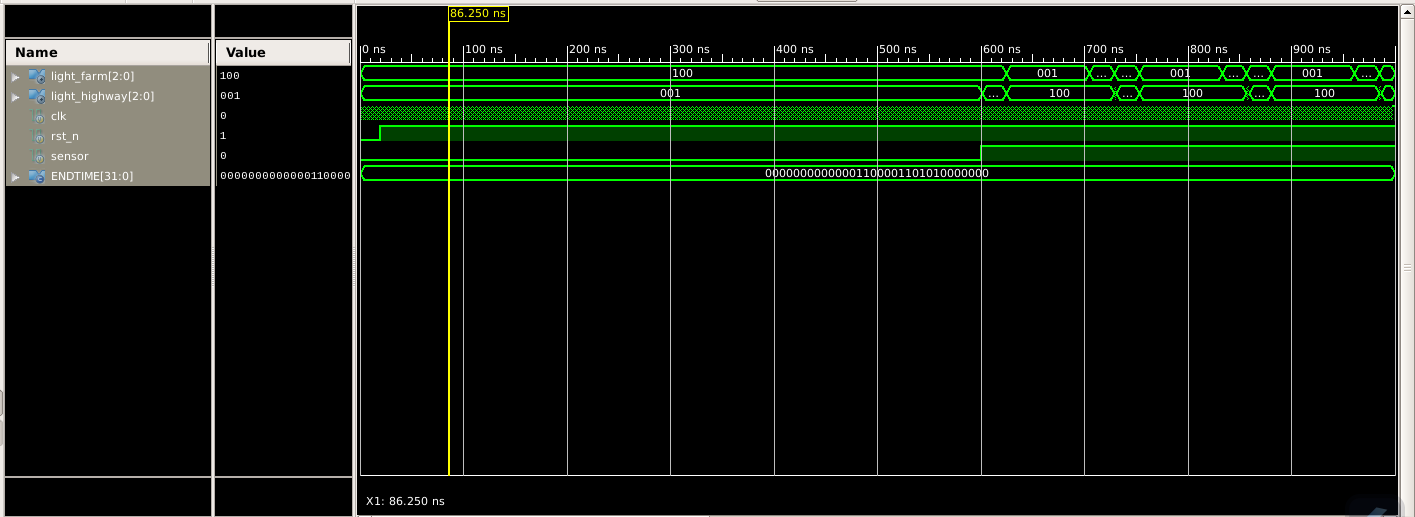 86.250 ns
Name Value
0 ns 100 ns 200 ns 300 ns 400 ns 500 ns 600 ns 700 ns 800 ns 900 ns
light_farm[2:0] 100 100 001 ... ... 001 ... ... 001 ...
light_highway[2:0] 001 001 ... 100 ... 100 ... 100
clk 0
rst_n 1
sensor 0
ENDTIME[31:0] 0000000000000110000 00000000000001100001101010000000
X1: 86.250 ns